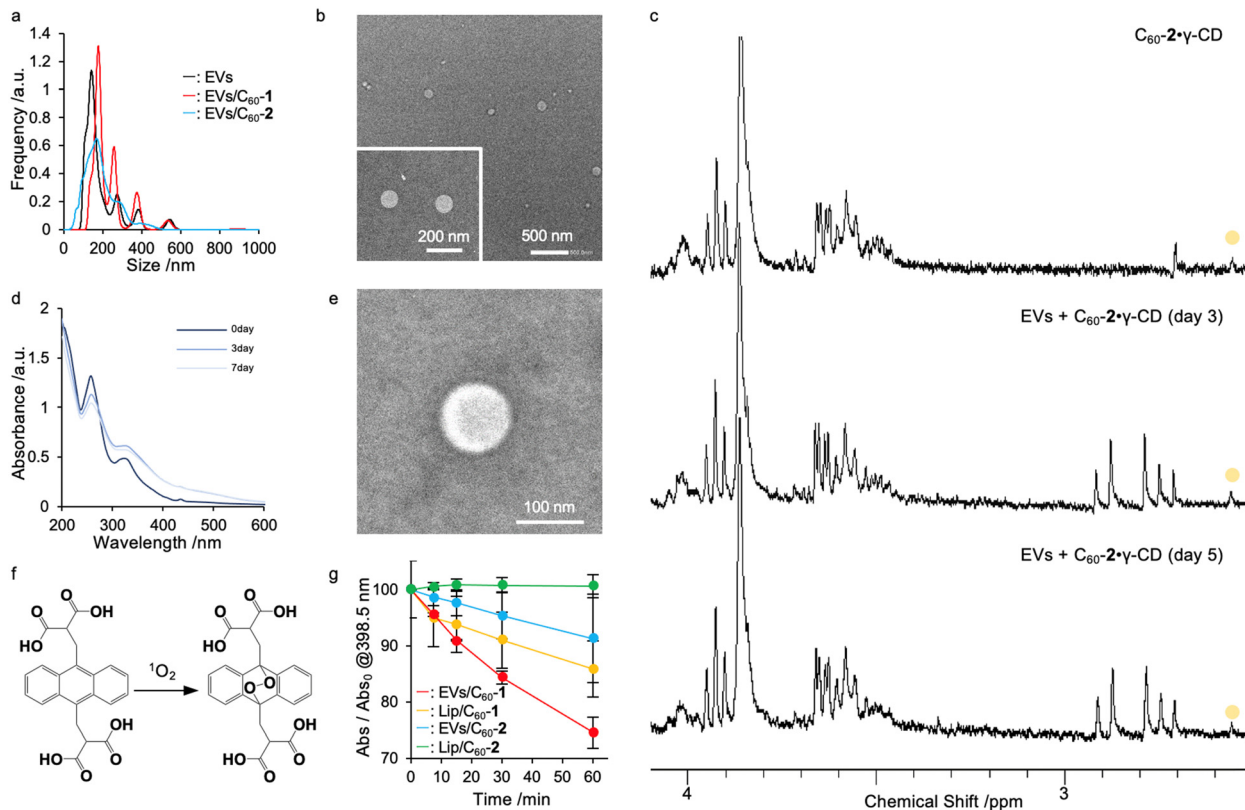 a
1.4
1.2
1
0.8
0.6
0.4
0.2
0
Frequency /a.u.
: EVs
: EVs/C60-1
: EVs/C60-2
0 200 400 600 800 1000
Size /nm
b
200 nm
500 nm
c
C60-2•γ-CD
EVs + C60-2•γ-CD (day 3)
EVs + C60-2•γ-CD (day 5)
4 3
Chemical Shift /ppm
d
2
1.5
1
0.5
0
Absorbance /a.u.
0day
3day
7day
200 300 400 500 600
Wavelength /nm
e
100 nm
f
O OH
HO O
¹O2
HO O
O OH
O OH
HO O
O O
HO O
O OH
g
100
90
80
70
Abs / Abs0 @398.5 nm
: EVs/C60-1
: Lip/C60-1
: EVs/C60-2
: Lip/C60-2
0 10 20 30 40 50 60
Time /min